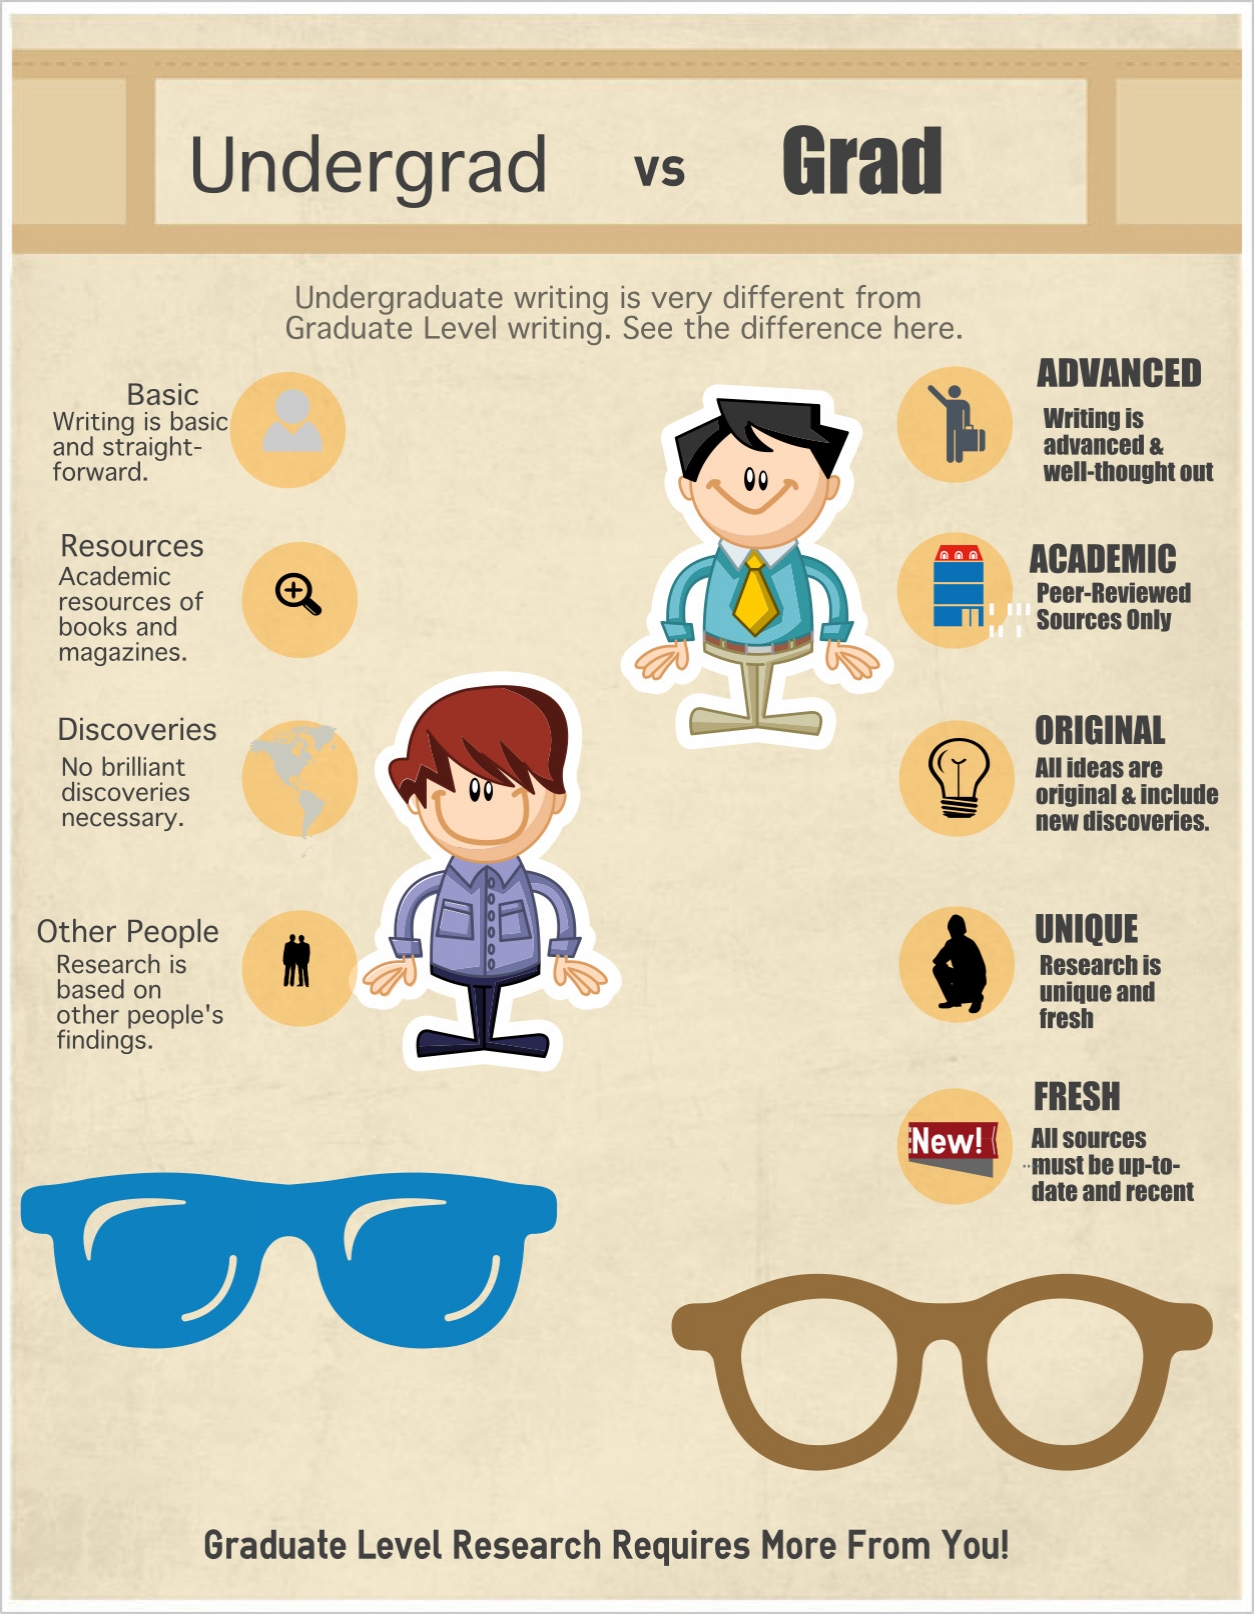 Undergrad vs Grad
Undergraduate writing is very different from
Graduate Level writing. See the difference here.
Basic
Writing is basic
and straight-
forward.
Resources
Academic
resources of
books and
magazines.
Discoveries
No brilliant
discoveries
necessary.
Other People
Research is
based on
other people's
findings.
ADVANCED
Writing is
advanced &
well-thought out
ACADEMIC
Peer-Reviewed
Sources Only
ORIGINAL
All ideas are
original & include
new discoveries.
UNIQUE
Research is
unique and
fresh
New!
FRESH
All sources
must be up-to-
date and recent
Graduate Level Research Requires More From You!